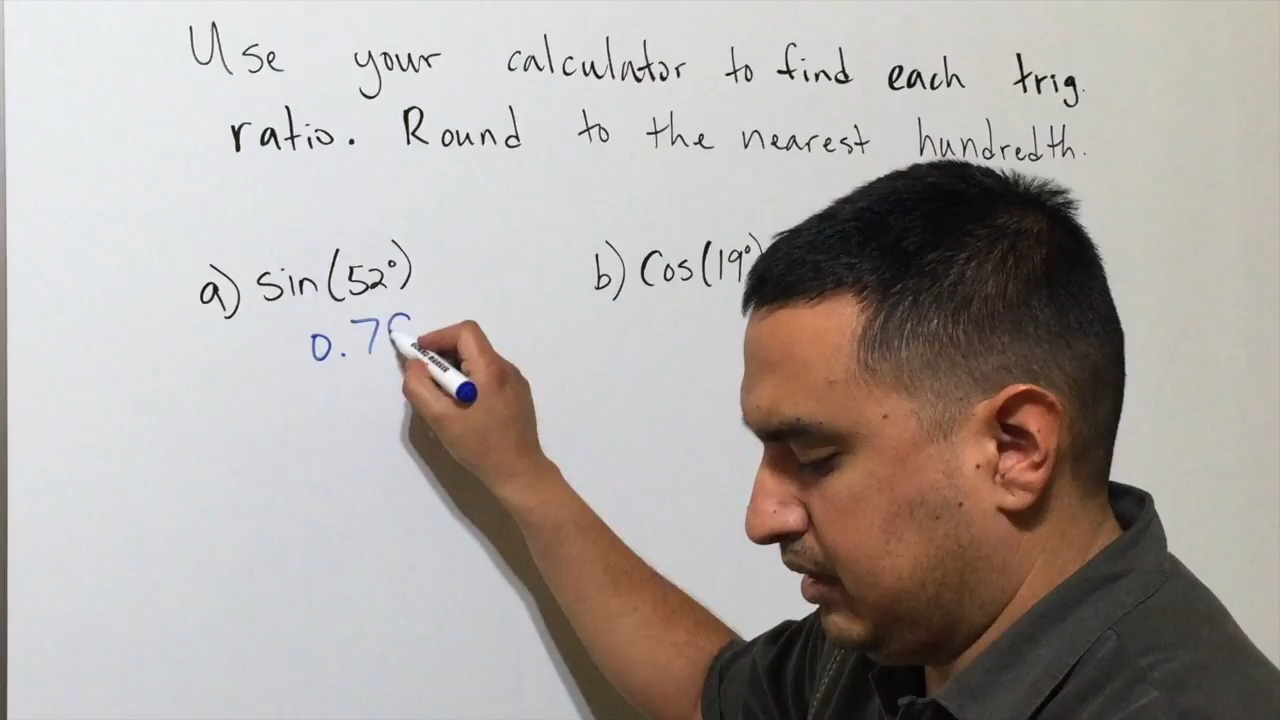 Use your calculator to find each trig.
ratio. Round to the nearest hundredth.
a) sin(52°)
b) Cos(19°)
0.7